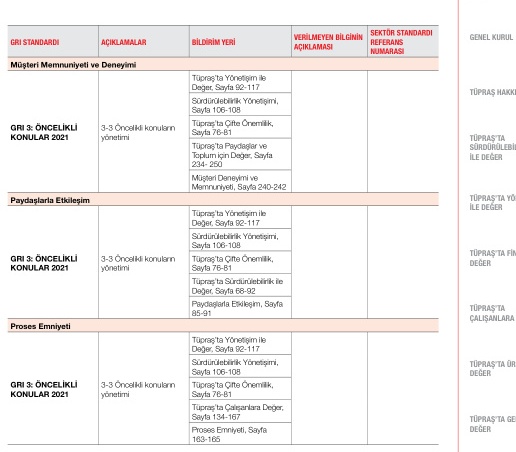 GRI STANDARDI
AÇIKLAMALAR
BİLDİRİM YERİ
VERİLMEYEN BİLGİNİN
AÇIKLAMASI
SEKTÖR STANDARDI
REFERANS
NUMARASI
Müşteri Memnuniyeti ve Deneyimi
GRI 3: ÖNCELİKLİ
KONULAR 2021
3-3 Öncelikli konuların
yönetimi
Tüpraş'ta Yönetişim ile
Değer, Sayfa 92-117
Sürdürülebilirlik Yönetişimi,
Sayfa 106-108
Tüpraş'ta Çifte Önemlilik,
Sayfa 76-81
Tüpraş'ta Paydaşlar ve
Toplum için Değer, Sayfa
234- 250
Müşteri Deneyimi ve
Memnuniyeti, Sayfa 240-242
Paydaşlarla Etkileşim
GRI 3: ÖNCELİKLİ
KONULAR 2021
3-3 Öncelikli konuların
yönetimi
Tüpraş'ta Yönetişim ile
Değer, Sayfa 92-117
Sürdürülebilirlik Yönetişimi,
Sayfa 106-108
Tüpraş'ta Çifte Önemlilik,
Sayfa 76-81
Tüpraş'ta Sürdürülebilirlik ile
Değer, Sayfa 68-92
Paydaşlarla Etkileşim, Sayfa
85-91
Proses Emniyeti
GRI 3: ÖNCELİKLİ
KONULAR 2021
3-3 Öncelikli konuların
yönetimi
Tüpraş'ta Yönetişim ile
Değer, Sayfa 92-117
Sürdürülebilirlik Yönetişimi,
Sayfa 106-108
Tüpraş'ta Çifte Önemlilik,
Sayfa 76-81
Tüpraş'ta Çalışanlara Değer,
Sayfa 134-167
Proses Emniyeti, Sayfa
163-165
GENEL KURUL
TÜPRAŞ HAKKI
TÜPRAŞ'TA
SÜRDÜRÜLEBİL
İLE DEĞER
TÜPRAŞ'TA YÖ
İLE DEĞER
TÜPRAŞ'TA FİN
DEĞER
TÜPRAŞ'TA
ÇALIŞANLARA
TÜPRAŞ'TA ÜR
DEĞER
TÜPRAŞ'TA GE
DEĞER